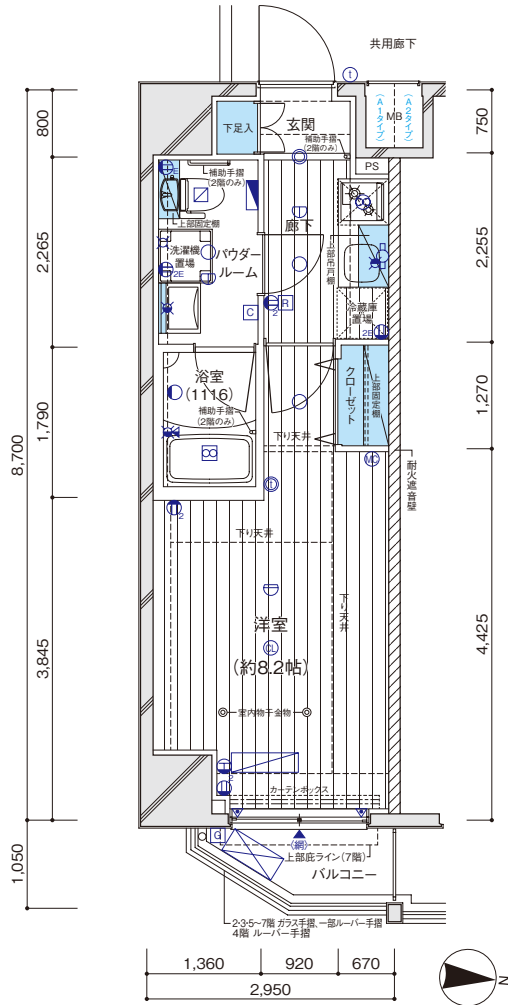 共用廊下
t
800
750
(A1タイプ)
MB
(A2タイプ)
下足入
玄関
補助手摺
(2階のみ)
PS
E
補助手摺
(2階のみ)
上部固定棚
廊下
上部吊戸棚
2,265
2,255
洗濯機
置場
2E
パウダー
ルーム
冷蔵庫
置場
2E
C
2
R
浴室
(1116)
補助手摺
(2階のみ)
クローゼット
上部固定棚
1,270
1,790
8,700
下り天井
MC
耐火遮音壁
t
2
下り天井
下り天井
洋室
CL
(約8.2帖)
3,845
4,425
室内物干金物
2
カーテンボックス
G
(網)
上部庇ライン(7階)
バルコニー
1,050
2・3・5~7階 ガラス手摺、一部ルーバー手摺
4階 ルーバー手摺
1,360
920
670
2,950
N